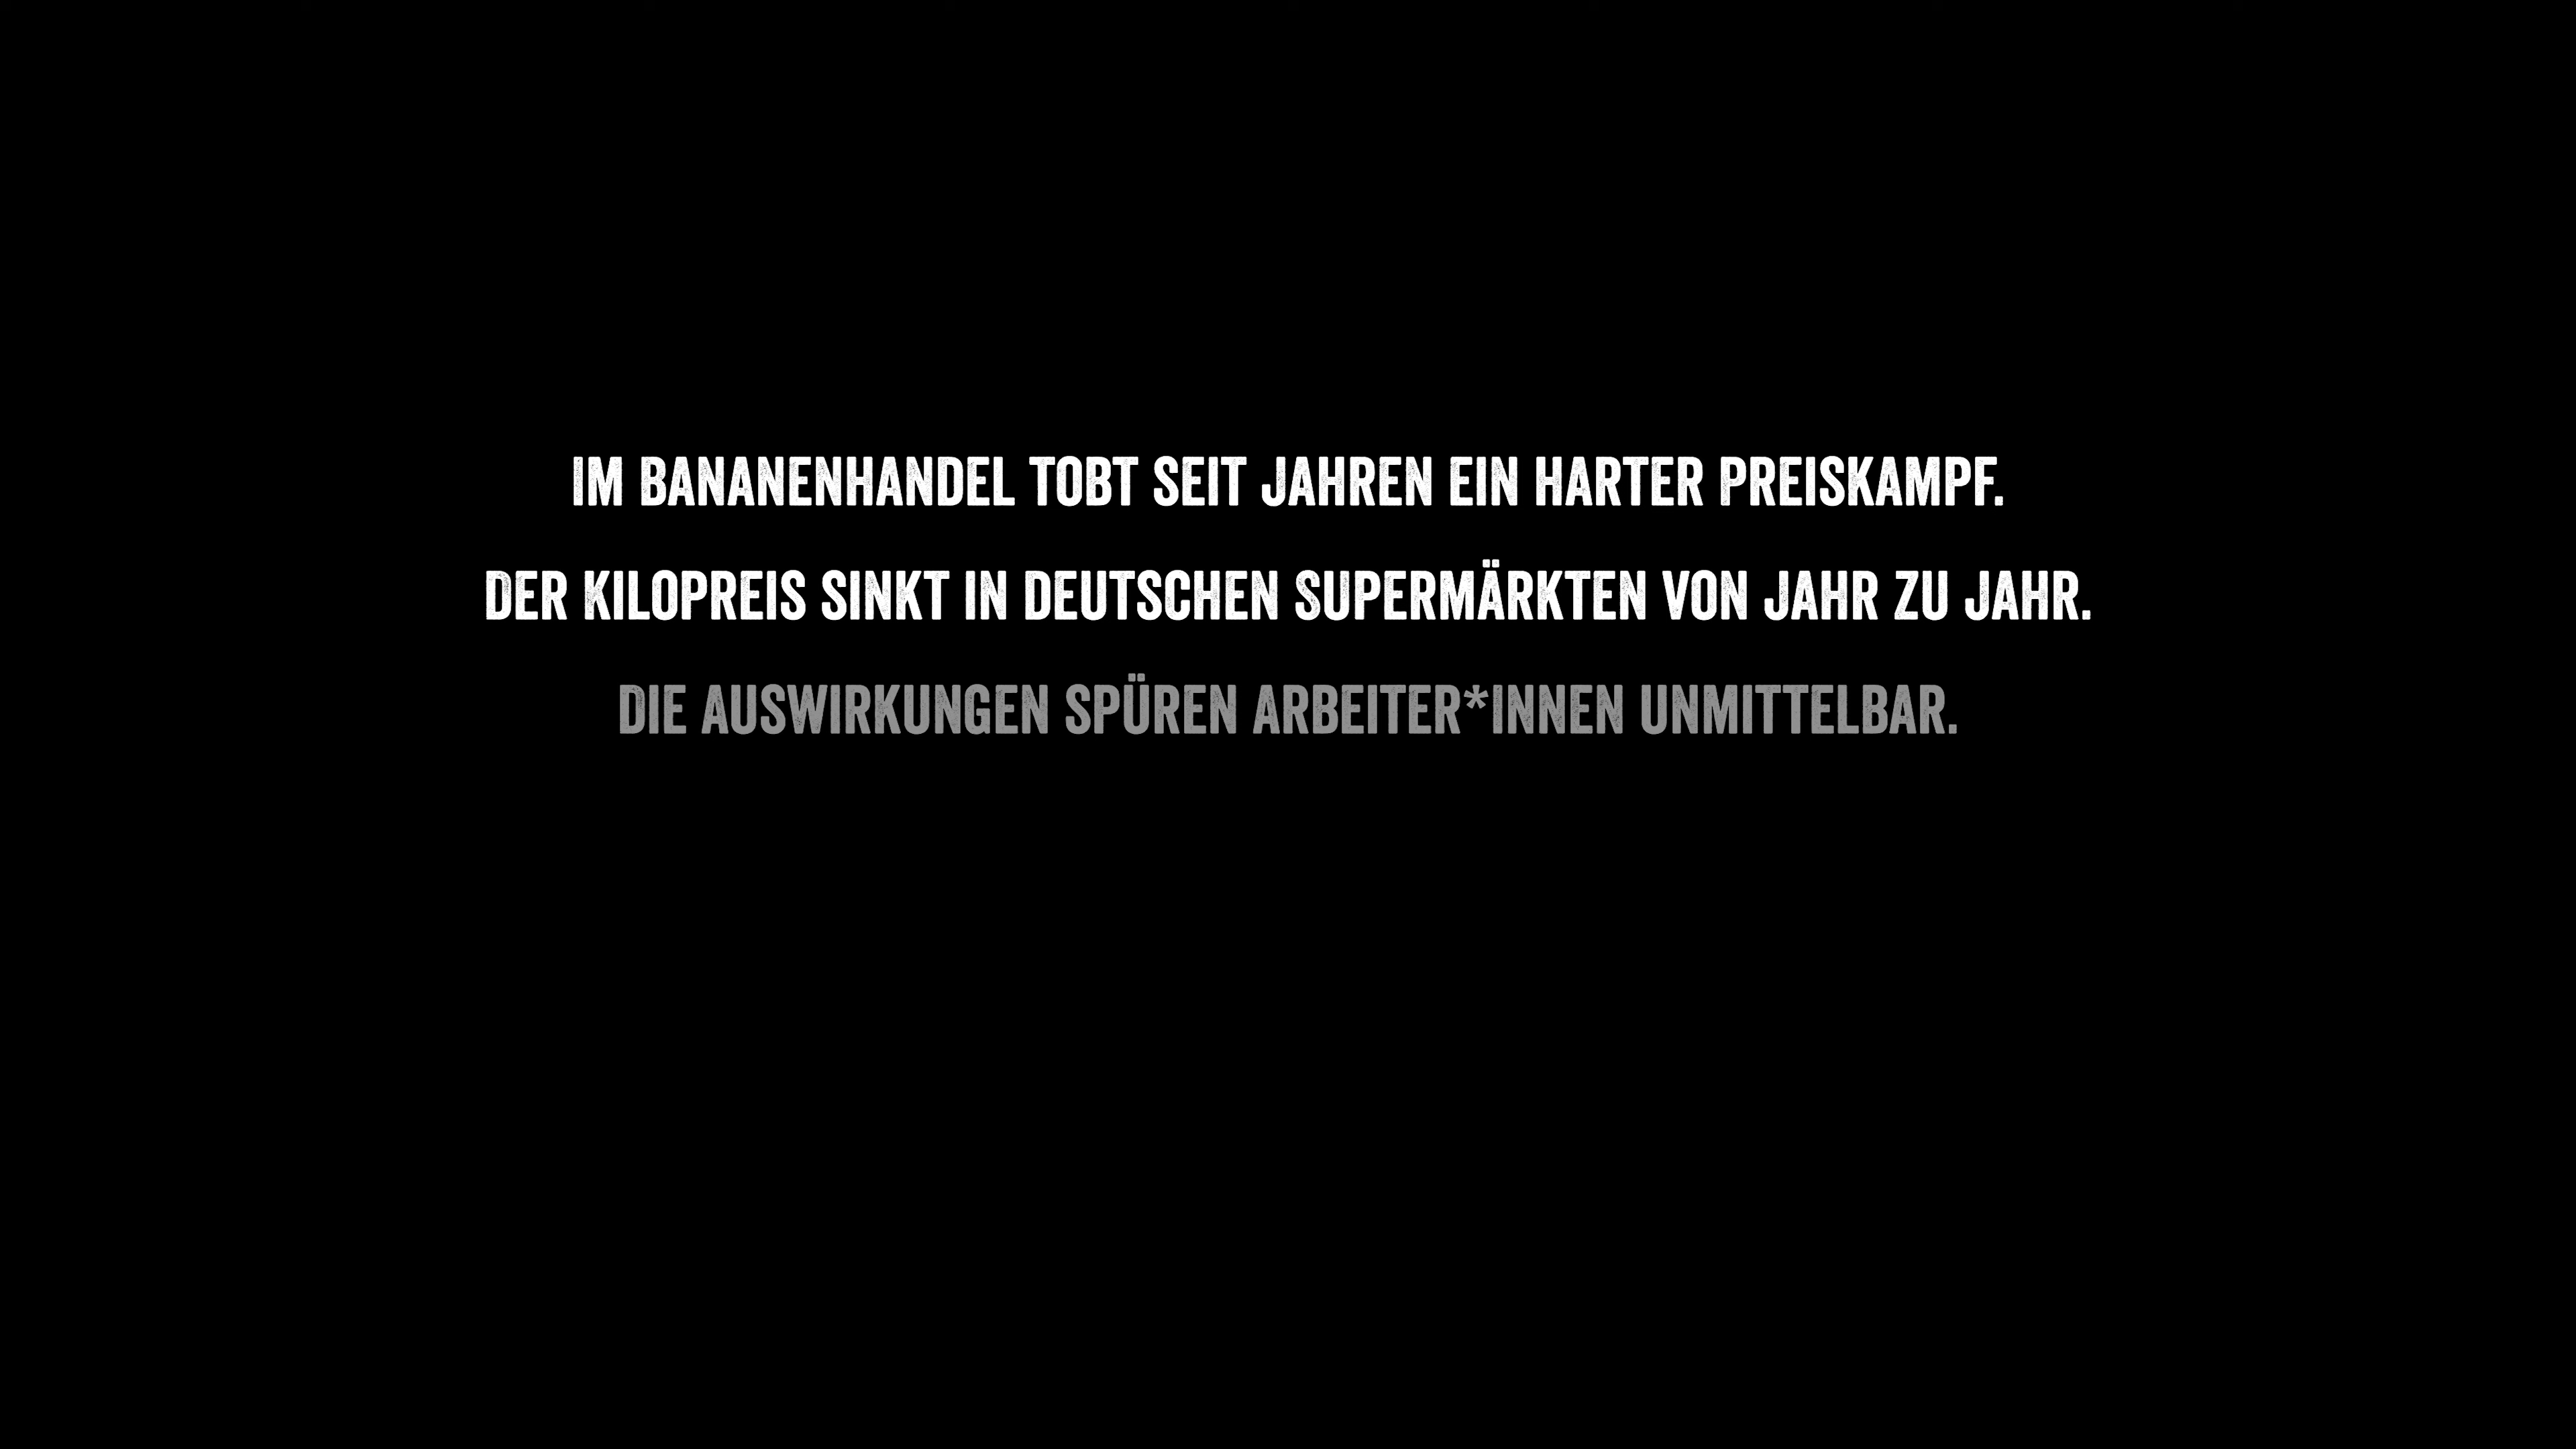 IM BANANENHANDEL TOBT SEIT JAHREN EIN HARTER PREISKAMPF.
DER KILOPREIS SINKT IN DEUTSCHEN SUPERMÄRKTEN VON JAHR ZU JAHR.
DIE AUSWIRKUNGEN SPÜREN ARBEITER*INNEN UNMITTELBAR.